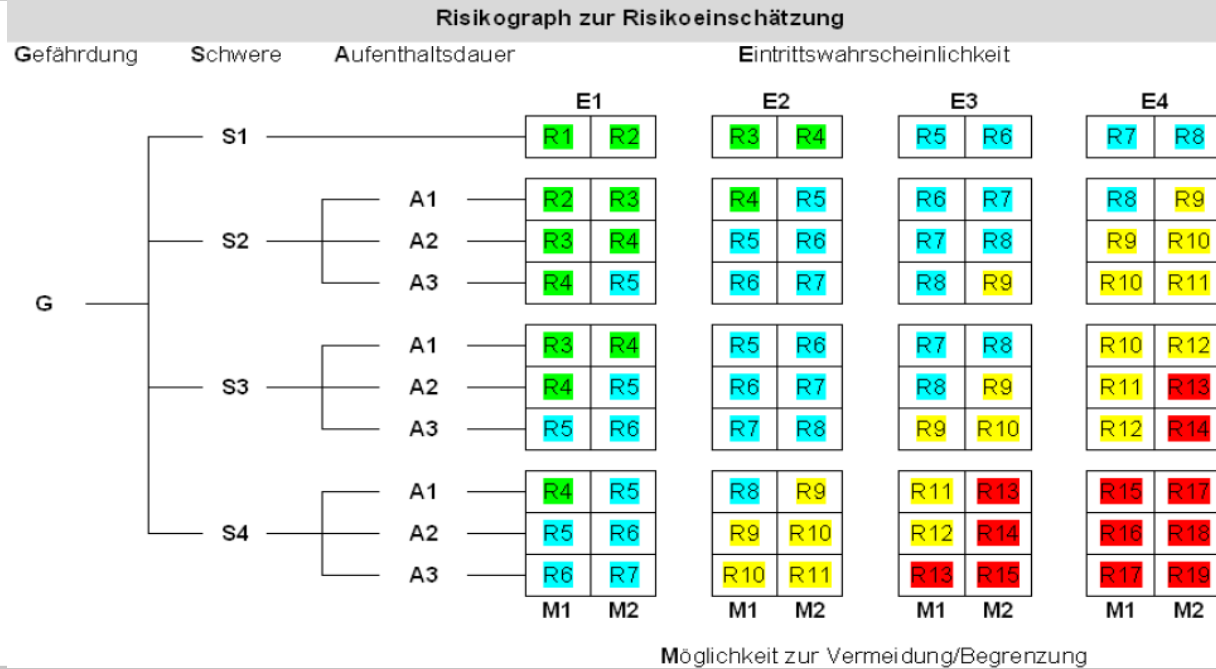 Risikograph zur Risikoeinschätzung
Gefährdung Schwere Aufenthaltsdauer Eintrittswahrscheinlichkeit
E1 E2 E3 E4
S1 R1 R2 R3 R4 R5 R6 R7 R8
A1 R2 R3 R4 R5 R6 R7 R8 R9
S2 A2 R3 R4 R5 R6 R7 R8 R9 R10
A3 R4 R5 R6 R7 R8 R9 R10 R11
G
A1 R3 R4 R5 R6 R7 R8 R10 R12
S3 A2 R4 R5 R6 R7 R8 R9 R11 R13
A3 R5 R6 R7 R8 R9 R10 R12 R14
A1 R4 R5 R8 R9 R11 R13 R15 R17
S4 A2 R5 R6 R9 R10 R12 R14 R16 R18
A3 R6 R7 R10 R11 R13 R15 R17 R19
M1 M2 M1 M2 M1 M2 M1 M2
Möglichkeit zur Vermeidung/Begrenzung